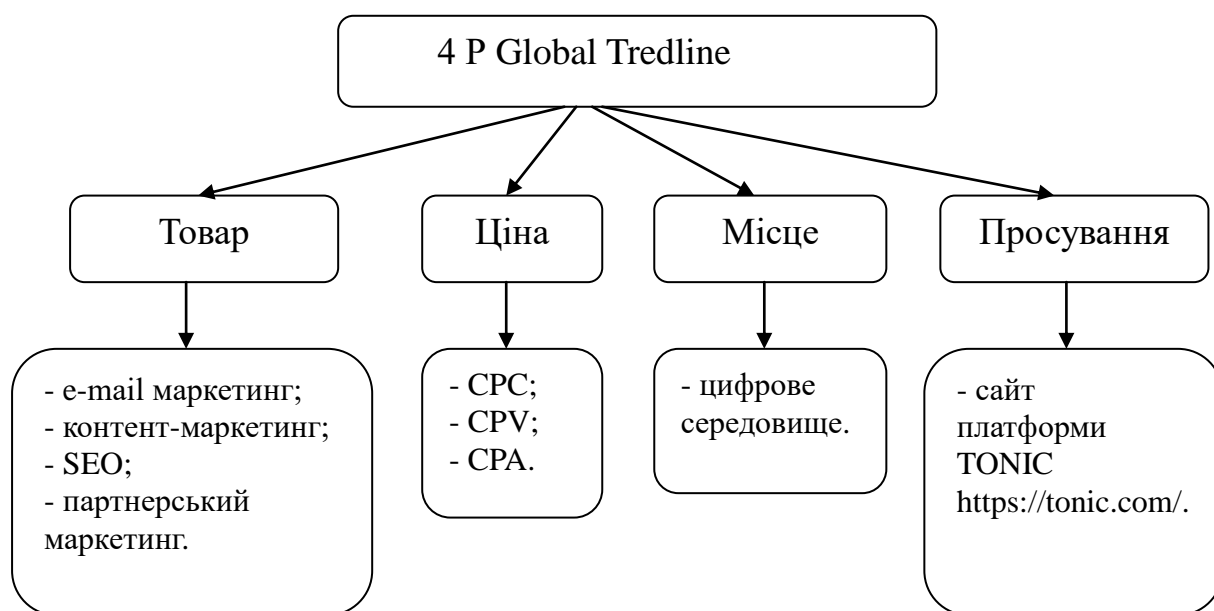 4 P Global Tredline
Товар
Ціна
Місце
Просування
- e-mail маркетинг;
- контент-маркетинг;
- SEO;
- партнерський
маркетинг.
- CPC;
- CPV;
- CPA.
- цифрове
середовище.
- сайт
платформи
TONIC
https://tonic.com/.